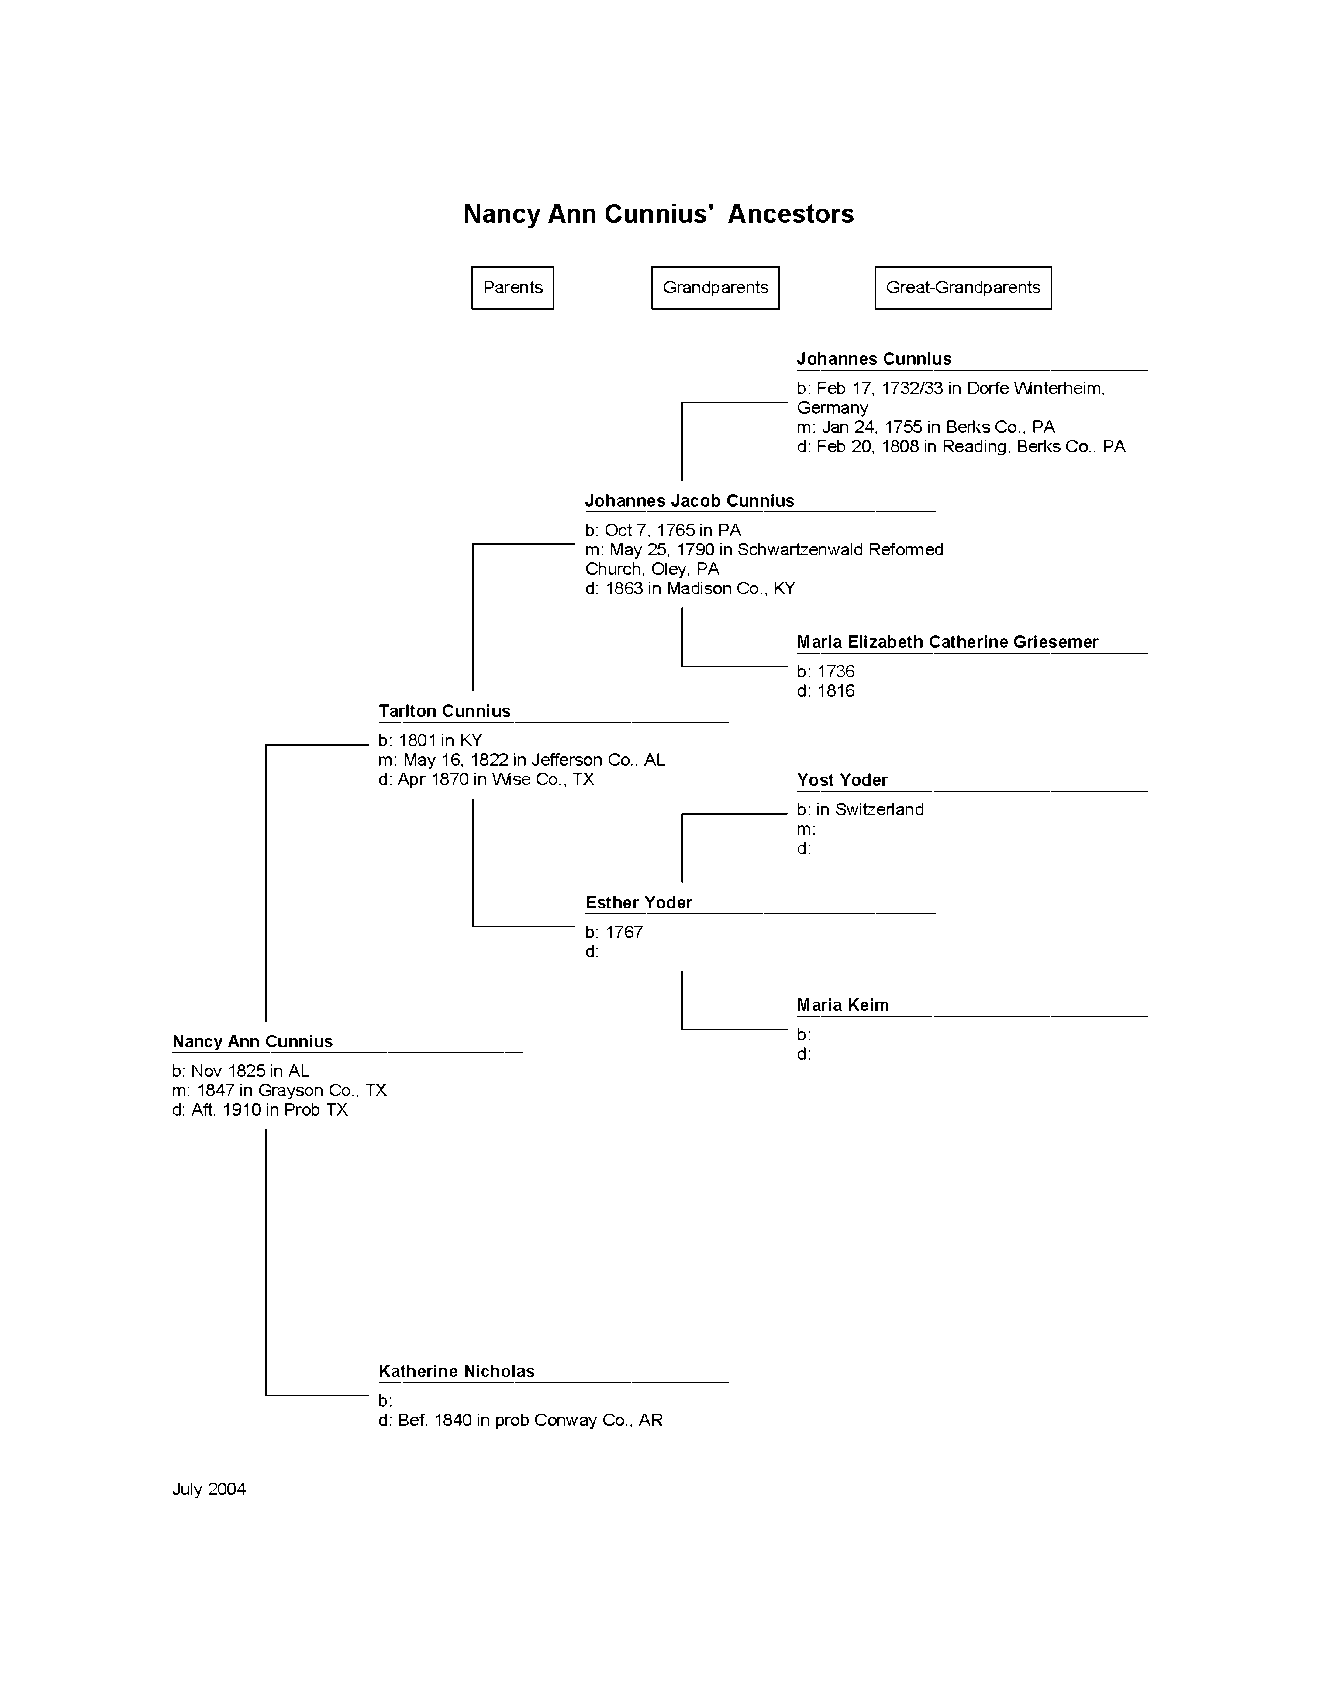 Nancy Ann Cunnius' Ancestors
Parents
Grandparents
Great-Grandparents
Johannes Cunnius
b: Feb 17, 1732/33 in Dorfe Winterheim,
Germany
m: Jan 24, 1755 in Berks Co., PA
d: Feb 20, 1808 in Reading, Berks Co., PA
Johannes Jacob Cunnius
b: Oct 7, 1765 in PA
m: May 25, 1790 in Schwartzenwald Reformed
Church, Oley, PA
d: 1863 in Madison Co., KY
Maria Elizabeth Catherine Griesemer
b: 1736
d: 1816
Tarlton Cunnius
b: 1801 in KY
m: May 16, 1822 in Jefferson Co., AL
d: Apr 1870 in Wise Co., TX
Yost Yoder
b: in Switzerland
m:
d:
Esther Yoder
b: 1767
d:
Maria Keim
b:
d:
Nancy Ann Cunnius
b: Nov 1825 in AL
m: 1847 in Grayson Co., TX
d: Aft. 1910 in Prob TX
Katherine Nicholas
b:
d: Bef. 1840 in prob Conway Co., AR
July 2004